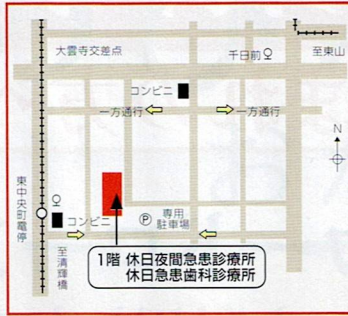 大雲寺交差点
千日前
至東山
コンビニ
一方通行
一方通行
N
東中央町電停
コンビニ
P
専用
駐車場
至清輝橋
1階 休日夜間急患診療所
休日急患歯科診療所